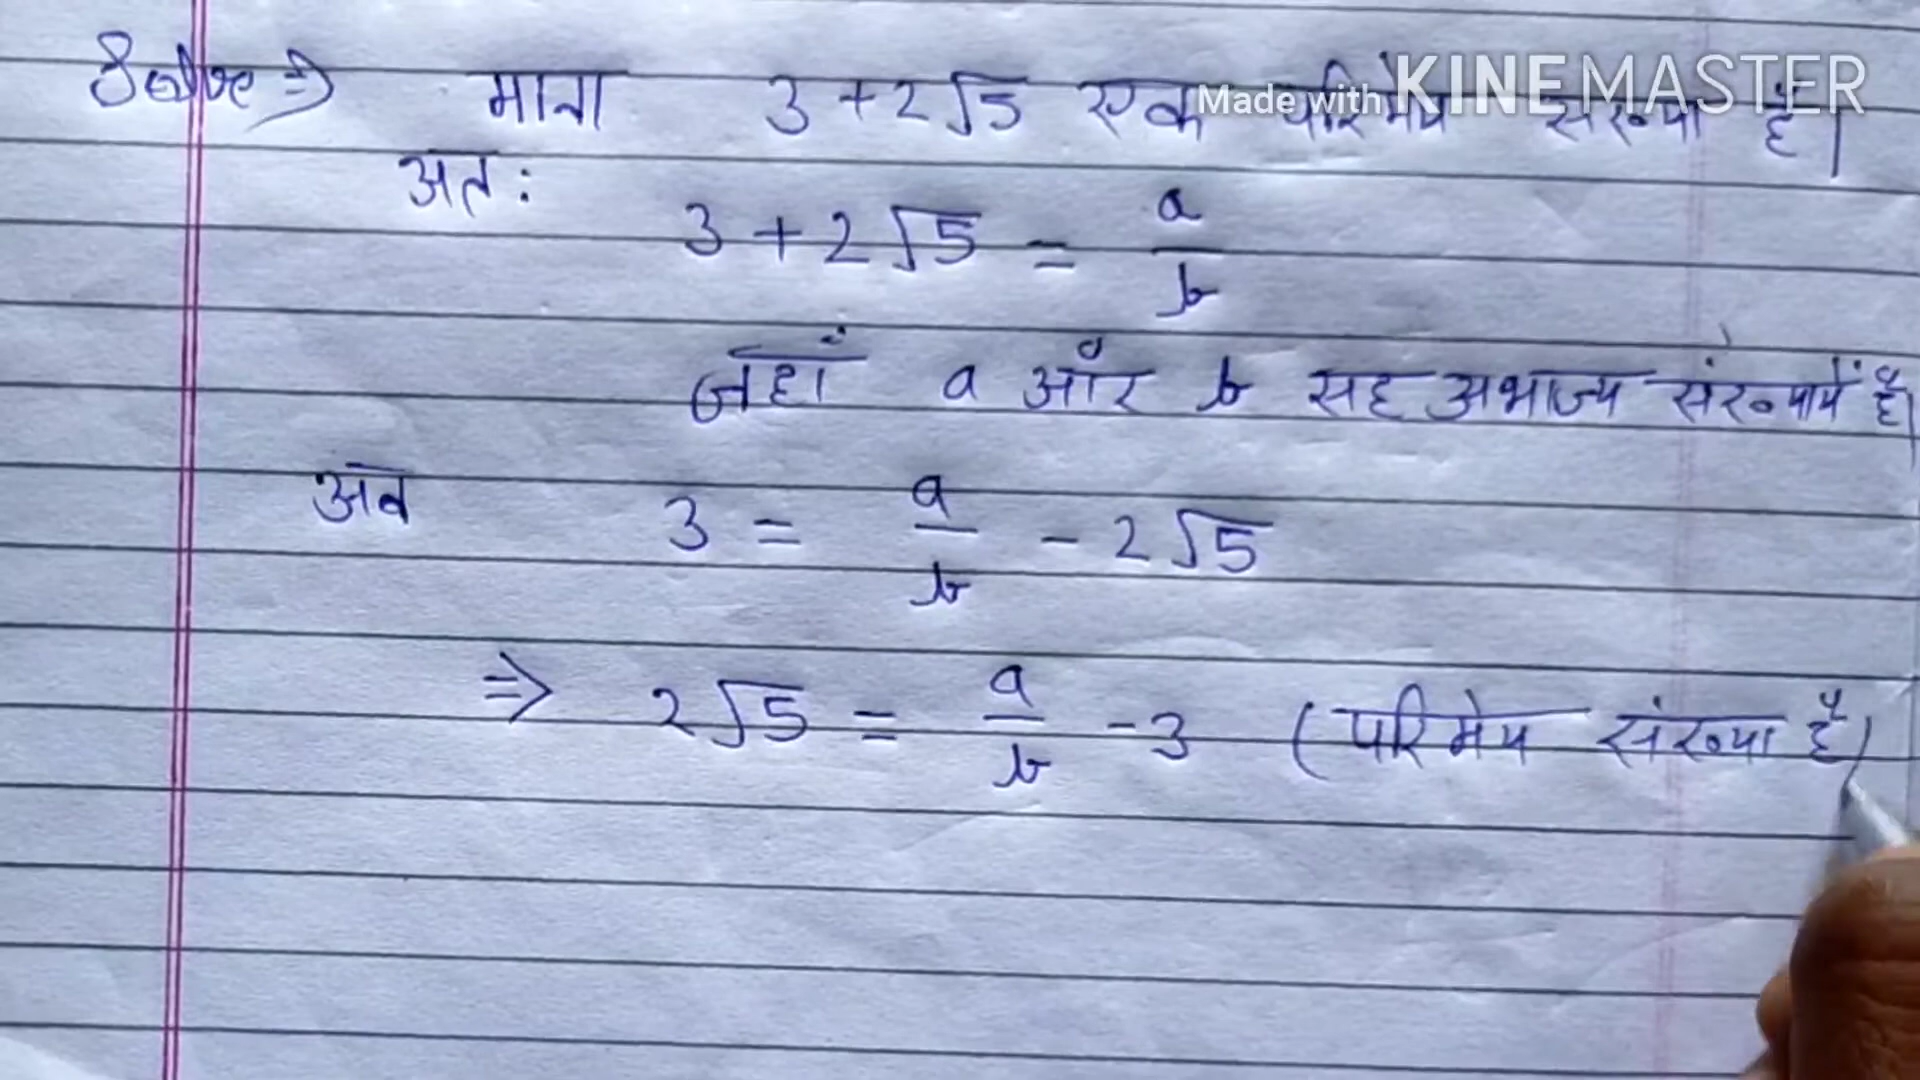 Solve ⇒ माना 3+2√5 एक परिमेय संख्या है।
Made with KINEMASTER
अतः
3+2√5 = a/b
जहां a और b सह अभाज्य संख्यायें है।
अब 3 = a/b - 2√5
⇒ 2√5 = a/b - 3 (परिमेय संख्या है)